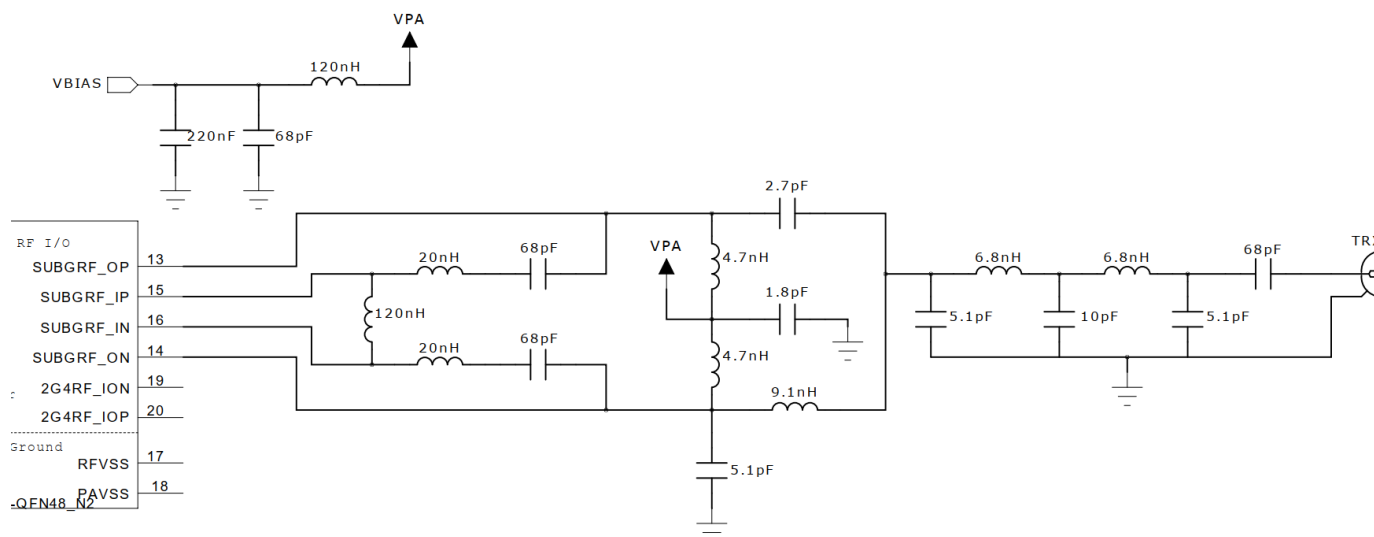 VPA
120nH
VBIAS
220nF
68pF
2.7pF
RF I/O
SUBGRF_OP
13
20nH
68pF
VPA
4.7nH
68pF
6.8nH
6.8nH
SUBGRF_IP
15
120nH
1.8pF
SUBGRF_IN
16
5.1pF
10pF
5.1pF
20nH
68pF
4.7nH
SUBGRF_ON
14
2G4RF_ION
19
9.1nH
2G4RF_IOP
20
Ground
RFVSS
17
5.1pF
PAVSS
18
-QFN48_N2